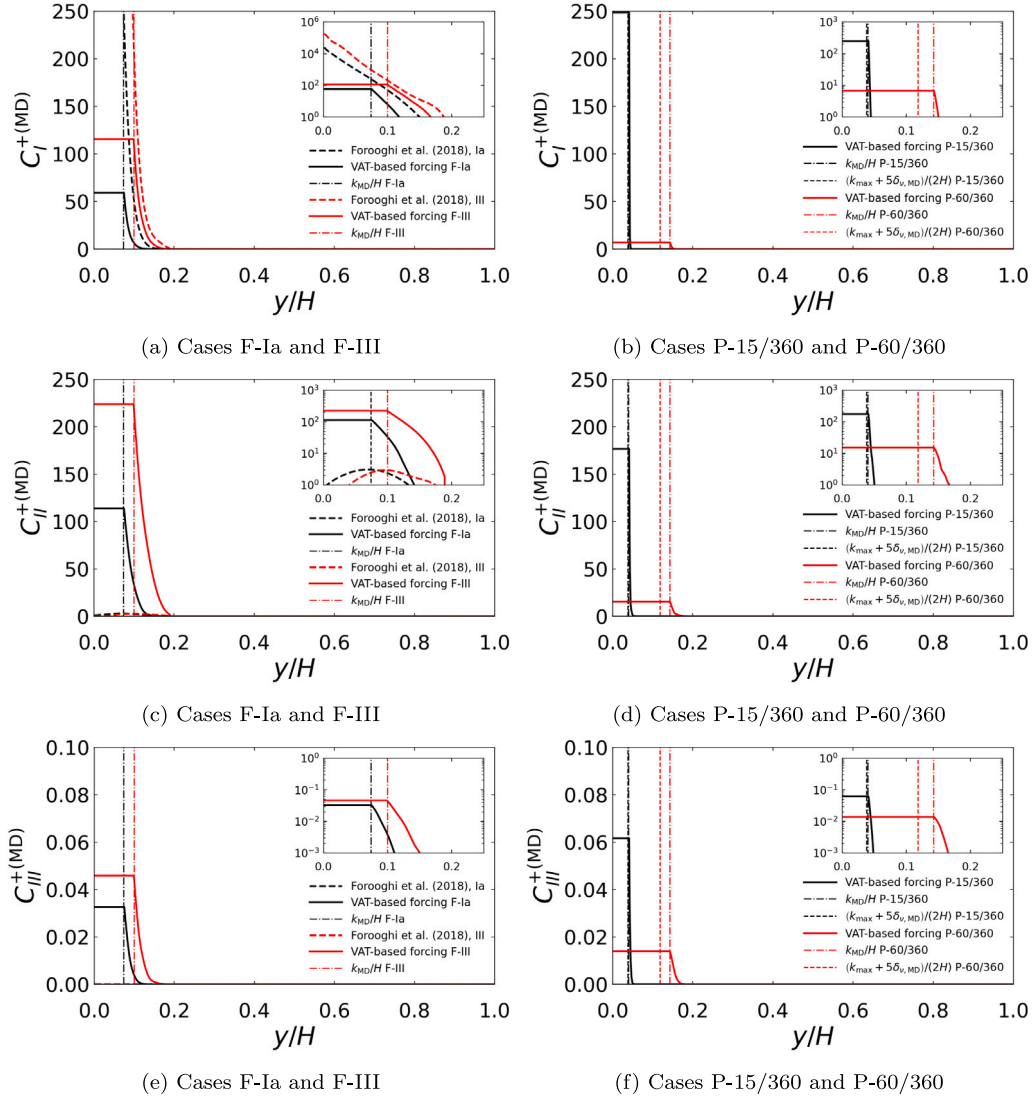 250
200
150
100
50
0
C_I^{+(MD)}
0.0 0.2 0.4 0.6 0.8 1.0
y/H
10^6
10^4
10^2
10^0
0.0 0.1 0.2
Forooghi et al. (2018), Ia
VAT-based forcing F-Ia
k_MD/H F-Ia
Forooghi et al. (2018), III
VAT-based forcing F-III
k_MD/H F-III
(a) Cases F-Ia and F-III
250
200
150
100
50
0
C_I^{+(MD)}
0.0 0.2 0.4 0.6 0.8 1.0
y/H
10^3
10^2
10^1
10^0
0.0 0.1 0.2
VAT-based forcing P-15/360
k_MD/H P-15/360
(k_max + 5δ_ν,MD)/(2H) P-15/360
VAT-based forcing P-60/360
k_MD/H P-60/360
(k_max + 5δ_ν,MD)/(2H) P-60/360
(b) Cases P-15/360 and P-60/360
250
200
150
100
50
0
C_II^{+(MD)}
0.0 0.2 0.4 0.6 0.8 1.0
y/H
10^3
10^2
10^1
10^0
0.0 0.1 0.2
Forooghi et al. (2018), Ia
VAT-based forcing F-Ia
k_MD/H F-Ia
Forooghi et al. (2018), III
VAT-based forcing F-III
k_MD/H F-III
(c) Cases F-Ia and F-III
250
200
150
100
50
0
C_II^{+(MD)}
0.0 0.2 0.4 0.6 0.8 1.0
y/H
10^3
10^2
10^1
10^0
0.0 0.1 0.2
VAT-based forcing P-15/360
k_MD/H P-15/360
(k_max + 5δ_ν,MD)/(2H) P-15/360
VAT-based forcing P-60/360
k_MD/H P-60/360
(k_max + 5δ_ν,MD)/(2H) P-60/360
(d) Cases P-15/360 and P-60/360
0.10
0.08
0.06
0.04
0.02
0.00
C_III^{+(MD)}
0.0 0.2 0.4 0.6 0.8 1.0
y/H
10^0
10^−1
10^−2
10^−3
0.0 0.1 0.2
Forooghi et al. (2018), Ia
VAT-based forcing F-Ia
k_MD/H F-Ia
Forooghi et al. (2018), III
VAT-based forcing F-III
k_MD/H F-III
(e) Cases F-Ia and F-III
0.10
0.08
0.06
0.04
0.02
0.00
C_III^{+(MD)}
0.0 0.2 0.4 0.6 0.8 1.0
y/H
10^0
10^−1
10^−2
10^−3
0.0 0.1 0.2
VAT-based forcing P-15/360
k_MD/H P-15/360
(k_max + 5δ_ν,MD)/(2H) P-15/360
VAT-based forcing P-60/360
k_MD/H P-60/360
(k_max + 5δ_ν,MD)/(2H) P-60/360
(f) Cases P-15/360 and P-60/360